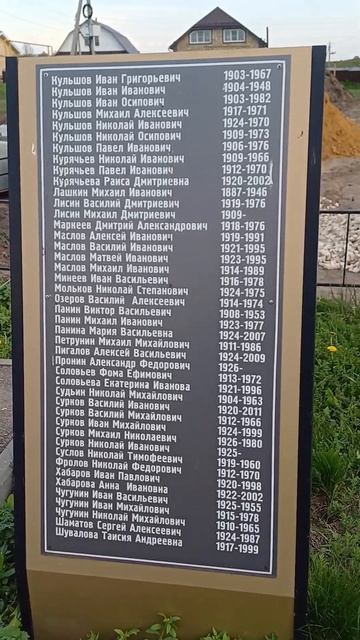 Кульшов Иван Григорьевич 1903-1967
Кульшов Иван Иванович 1904-1948
Кульшов Иван Осипович 1903-1982
Кульшов Михаил Алексеевич 1917-1971
Кульшов Николай Иванович 1924-1970
Кульшов Николай Осипович 1909-1973
Кульшов Павел Иванович 1906-1976
Курячьев Николай Иванович 1909-1966
Курячьев Павел Иванович 1912-1970
Курячьева Раиса Дмитриевна 1920-2002
Лашкин Михаил Иванович 1887-1946
Лисин Василий Дмитриевич 1919-1976
Лисин Михаил Дмитриевич 1909-
Маркеев Дмитрий Александрович 1918-1976
Маслов Алексей Иванович 1919-1991
Маслов Василий Иванович 1921-1995
Маслов Матвей Иванович 1923-1995
Маслов Михаил Иванович 1914-1989
Минеев Иван Васильевич 1916-1978
Мольков Николай Степанович 1924-1975
Озеров Василий Алексеевич 1914-1974
Панин Виктор Васильевич 1908-1953
Панин Михаил Иванович 1923-1977
Панина Мария Васильевна 1924-2007
Петрунин Михаил Михайлович 1911-1986
Пигалов Алексей Васильевич 1924-2009
Пронин Александр Федорович 1926-
Соловьев Фома Ефимович 1913-1972
Соловьева Екатерина Ивановна 1921-1996
Судьин Николай Михайлович 1904-1963
Сурков Василий Иванович 1920-2011
Сурков Василий Михайлович 1912-1966
Сурков Иван Михайлович 1924-1999
Сурков Михаил Николаевич 1926-1980
Сурков Николай Иванович 1925-
Суслов Николай Тимофеевич 1919-1960
Фролов Николай Федорович 1912-1970
Хабаров Иван Павлович 1920-1998
Хабарова Анна Ивановна 1922-2002
Чугунин Иван Васильевич 1925-1955
Чугунин Иван Михайлович 1915-1978
Чугунин Николай Михайлович 1910-1965
Шаматов Сергей Алексеевич 1924-1987
Шувалова Таисия Андреевна 1917-1999